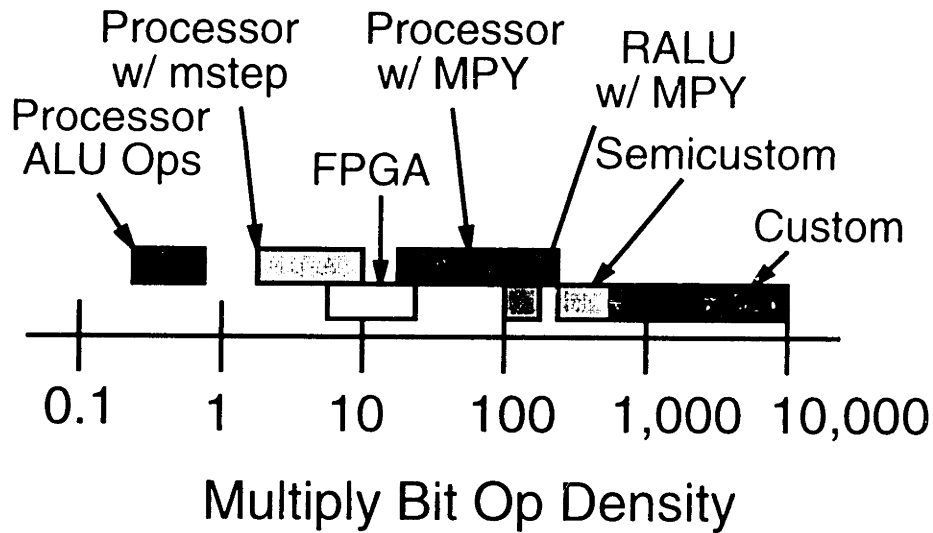 Processor
w/ mstep
Processor
w/ MPY
RALU
w/ MPY
Processor
ALU Ops
FPGA
Semicustom
Custom
0.1
1
10
100
1,000
10,000
Multiply Bit Op Density